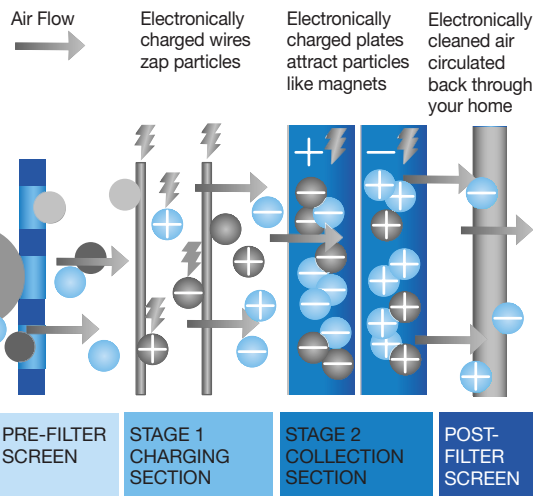 Air Flow
Electronically
charged wires
zap particles
Electronically
charged plates
attract particles
like magnets
Electronically
cleaned air
circulated
back through
your home
PRE-FILTER
SCREEN
STAGE 1
CHARGING
SECTION
STAGE 2
COLLECTION
SECTION
POST-
FILTER
SCREEN